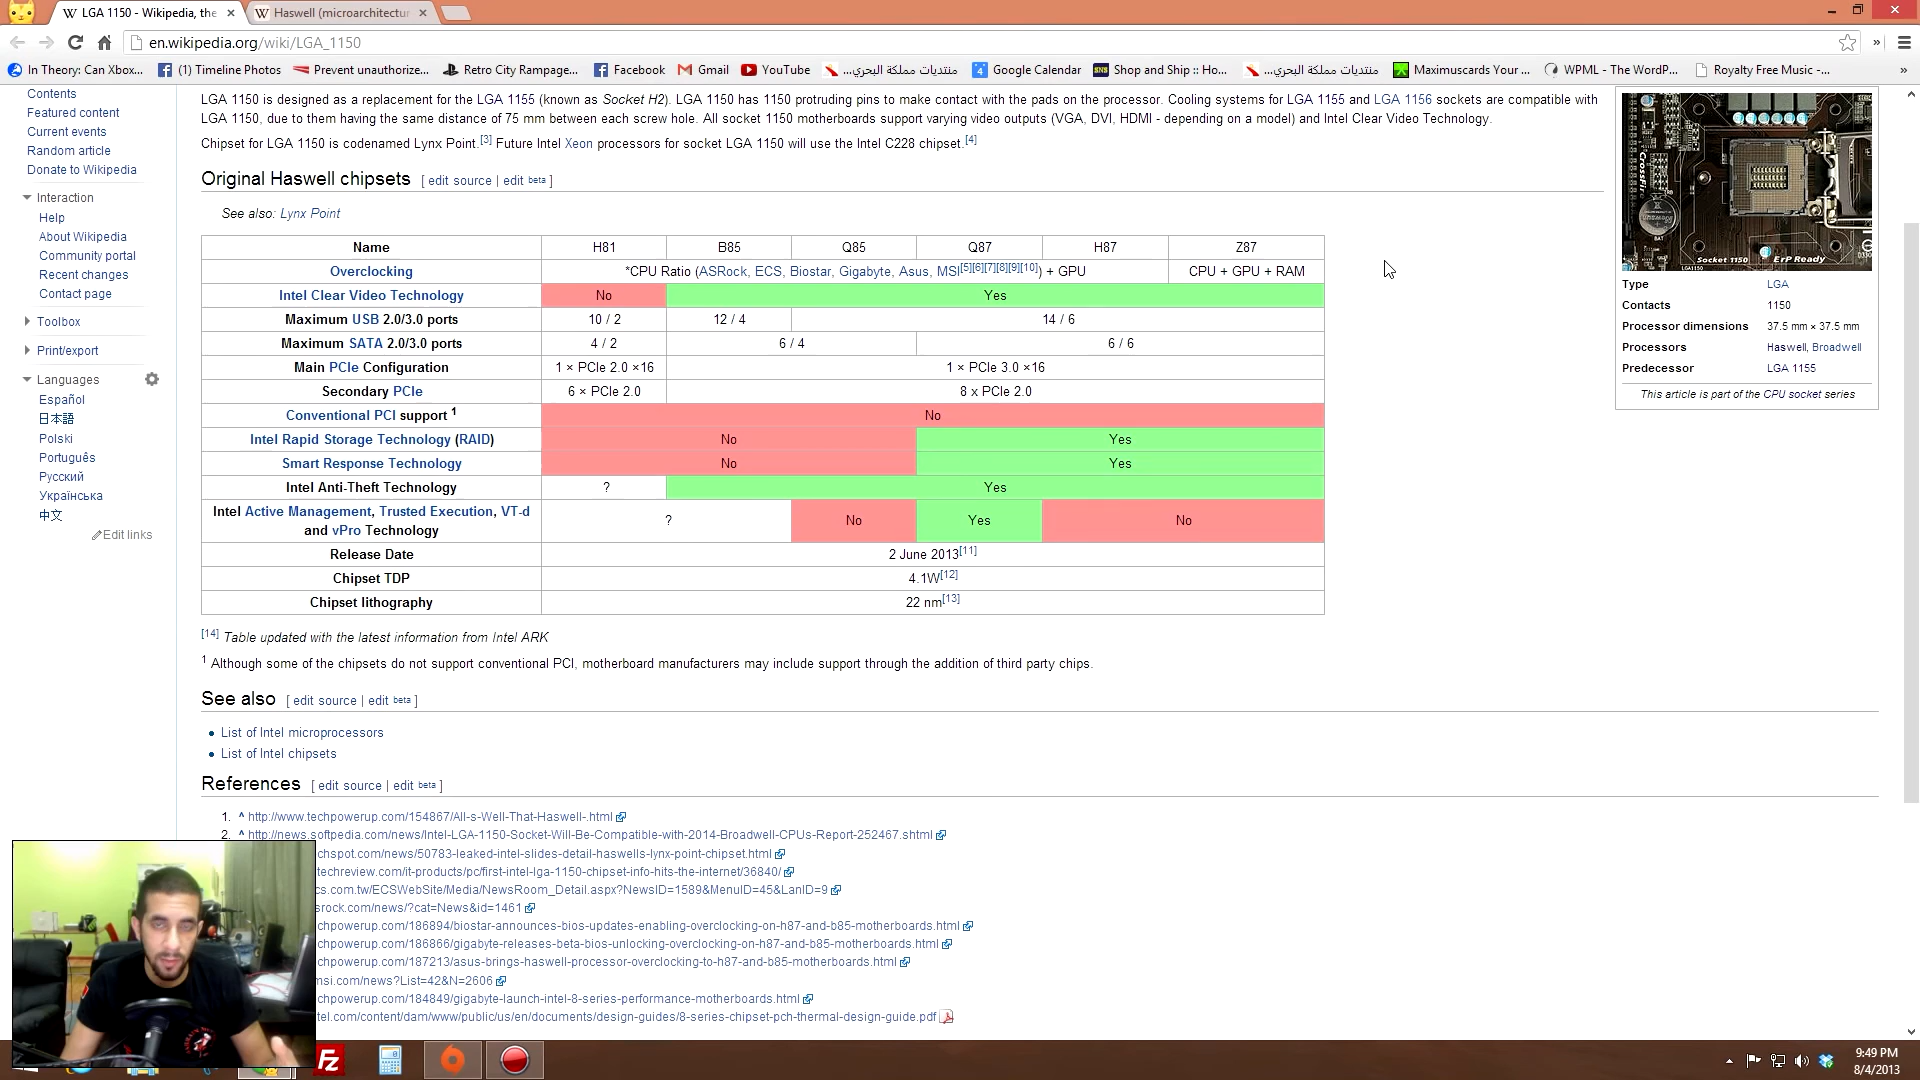 LGA 1150 - Wikipedia, the
Haswell (microarchitectur
en.wikipedia.org/wiki/LGA_1150
In Theory: Can Xbox...
(1) Timeline Photos
Prevent unauthorize...
Retro City Rampage...
Facebook
Gmail
YouTube
منتديات مملكة البحري...
Google Calendar
Shop and Ship :: Ho...
منتديات مملكة البحري...
Maximuscards Your ...
WPML - The WordP...
Royalty Free Music -...
Contents
Featured content
Current events
Random article
Donate to Wikipedia
Interaction
Help
About Wikipedia
Community portal
Recent changes
Contact page
Toolbox
Print/export
Languages
Español
日本語
Polski
Português
Русский
Українська
中文
Edit links
LGA 1150 is designed as a replacement for the LGA 1155 (known as Socket H2). LGA 1150 has 1150 protruding pins to make contact with the pads on the processor. Cooling systems for LGA 1155 and LGA 1156 sockets are compatible with
LGA 1150, due to them having the same distance of 75 mm between each screw hole. All socket 1150 motherboards support varying video outputs (VGA, DVI, HDMI - depending on a model) and Intel Clear Video Technology.
Chipset for LGA 1150 is codenamed Lynx Point.[3] Future Intel Xeon processors for socket LGA 1150 will use the Intel C228 chipset.[4]
Original Haswell chipsets [ edit source | edit beta ]
See also: Lynx Point
Name H81 B85 Q85 Q87 H87 Z87
Overclocking *CPU Ratio (ASRock, ECS, Biostar, Gigabyte, Asus, MSI[5][6][7][8][9][10]) + GPU CPU + GPU + RAM
Intel Clear Video Technology No Yes
Maximum USB 2.0/3.0 ports 10 / 2 12 / 4 14 / 6
Maximum SATA 2.0/3.0 ports 4 / 2 6 / 4 6 / 6
Main PCIe Configuration 1 × PCIe 2.0 ×16 1 × PCIe 3.0 ×16
Secondary PCIe 6 × PCIe 2.0 8 x PCIe 2.0
Conventional PCI support 1 No
Intel Rapid Storage Technology (RAID) No Yes
Smart Response Technology No Yes
Intel Anti-Theft Technology ? Yes
Intel Active Management, Trusted Execution, VT-d
and vPro Technology ? No Yes No
Release Date 2 June 2013[11]
Chipset TDP 4.1W[12]
Chipset lithography 22 nm[13]
[14] Table updated with the latest information from Intel ARK
1 Although some of the chipsets do not support conventional PCI, motherboard manufacturers may include support through the addition of third party chips.
See also [ edit source | edit beta ]
List of Intel microprocessors
List of Intel chipsets
References [ edit source | edit beta ]
1. ^ http://www.techpowerup.com/154867/All-s-Well-That-Haswell-.html
2. ^ http://news.softpedia.com/news/Intel-LGA-1150-Socket-Will-Be-Compatible-with-2014-Broadwell-CPUs-Report-252467.shtml
chspot.com/news/50783-leaked-intel-slides-detail-haswells-lynx-point-chipset.html
techreview.com/it-products/pc/first-intel-lga-1150-chipset-info-hits-the-internet/36840/
cs.com.tw/ECSWebSite/Media/NewsRoom_Detail.aspx?NewsID=1589&MenuID=45&LanID=9
srock.com/news/?cat=News&id=1461
chpowerup.com/186894/biostar-announces-bios-updates-enabling-overclocking-on-h87-and-b85-motherboards.html
chpowerup.com/186866/gigabyte-releases-beta-bios-unlocking-overclocking-on-h87-and-b85-motherboards.html
chpowerup.com/187213/asus-brings-haswell-processor-overclocking-to-h87-and-b85-motherboards.html
msi.com/news?List=42&N=2606
chpowerup.com/184849/gigabyte-launch-intel-8-series-performance-motherboards.html
tel.com/content/dam/www/public/us/en/documents/design-guides/8-series-chipset-pch-thermal-design-guide.pdf
CrossFire
BAT
LGA1150
Socket 1150
ErP Ready
Type LGA
Contacts 1150
Processor dimensions 37.5 mm × 37.5 mm
Processors Haswell, Broadwell
Predecessor LGA 1155
This article is part of the CPU socket series
Fz
9:49 PM
8/4/2013